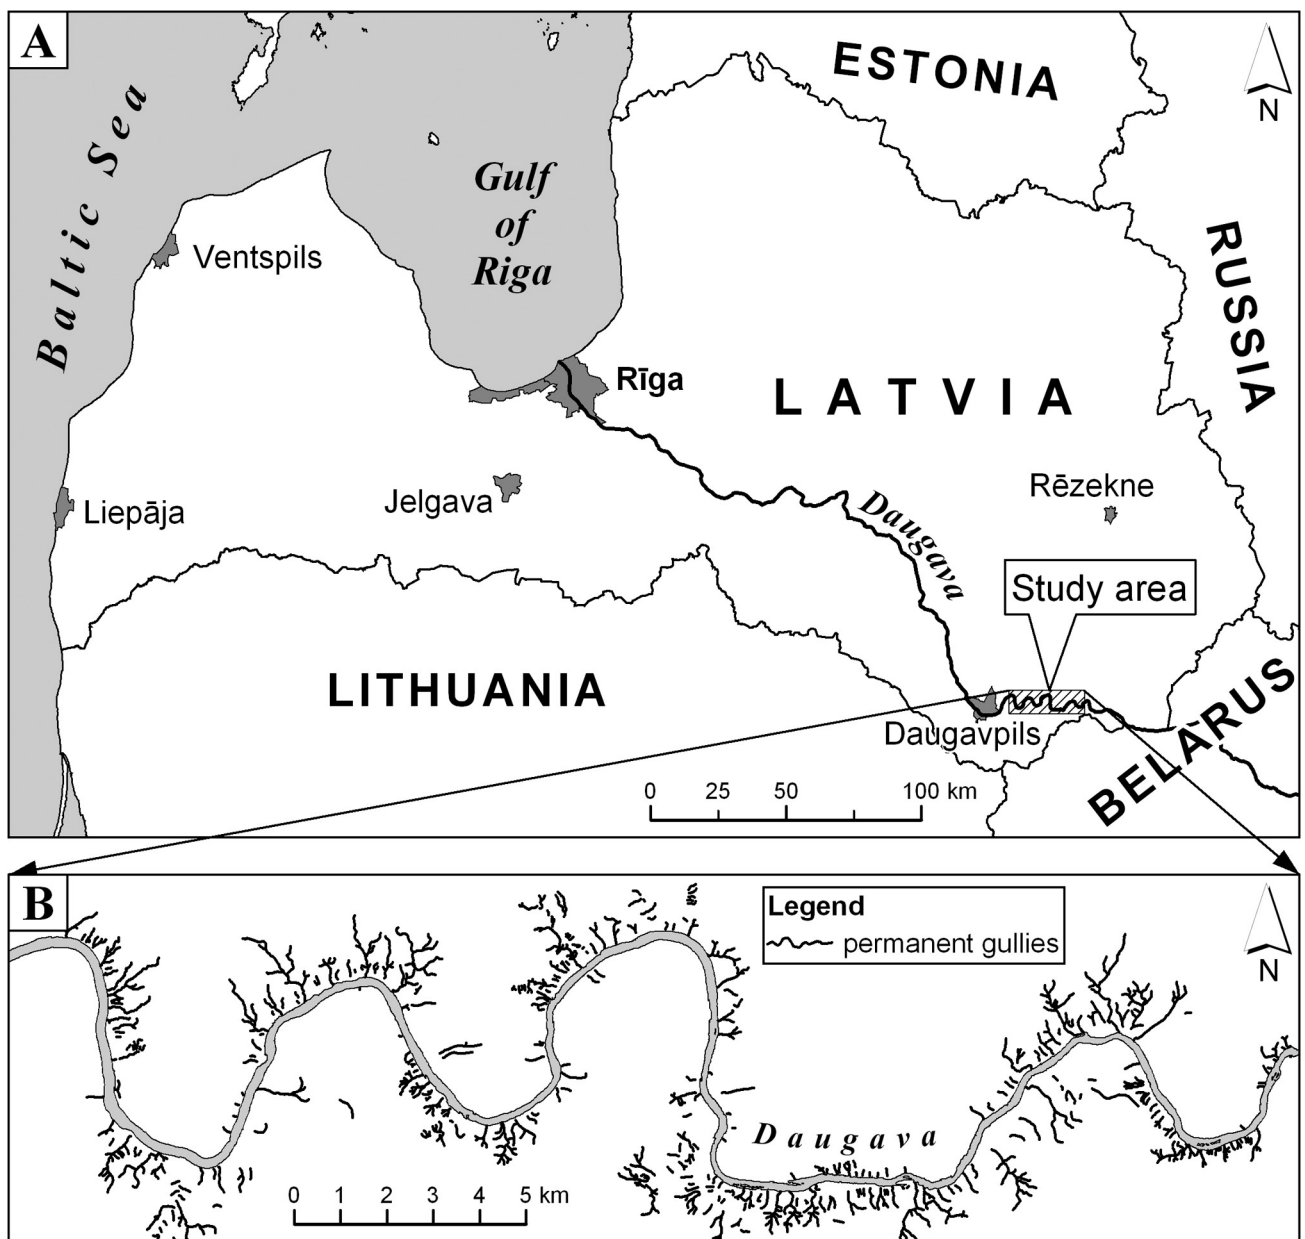 A
ESTONIA
N
Baltic Sea
Gulf
of
Riga
Ventspils
RUSSIA
Rīga
LATVIA
Rēzekne
Jelgava
Liepāja
Daugava
Study area
LITHUANIA
BELARUS
Daugavpils
0 25 50 100 km
B
Legend
permanent gullies
N
Daugava
0 1 2 3 4 5 km